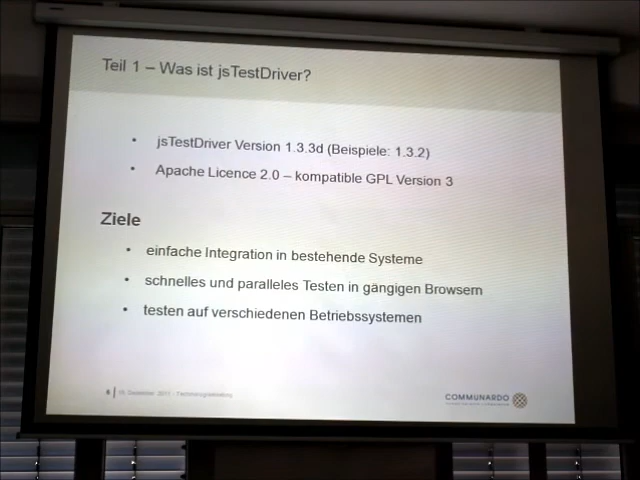 Teil 1 – Was ist jsTestDriver?
• jsTestDriver Version 1.3.3d (Beispiele: 1.3.2)
• Apache Licence 2.0 – kompatible GPL Version 3
Ziele
• einfache Integration in bestehende Systeme
• schnelles und paralleles Testen in gängigen Browsern
• testen auf verschiedenen Betriebssystemen
Dezember 2011
COMMUNARDO